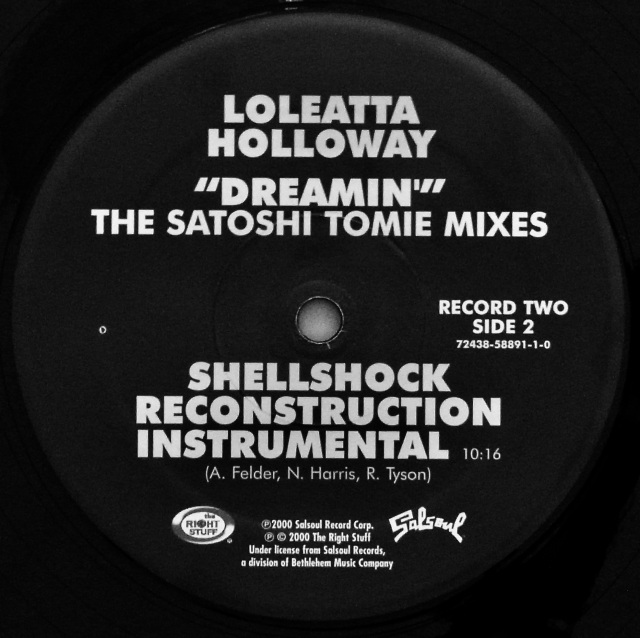 LOLEATTA
HOLLOWAY
"DREAMIN'"
THE SATOSHI TOMIE MIXES
RECORD TWO
SIDE 2
72438-58891-1-0
SHELLSHOCK
RECONSTRUCTION
INSTRUMENTAL 10:16
(A. Felder, N. Harris, R. Tyson)
the
RIGHT
STUFF
℗2000 Salsoul Record Corp.
℗ © 2000 The Right Stuff
Under license from Salsoul Records,
a division of Bethlehem Music Company
Salsoul